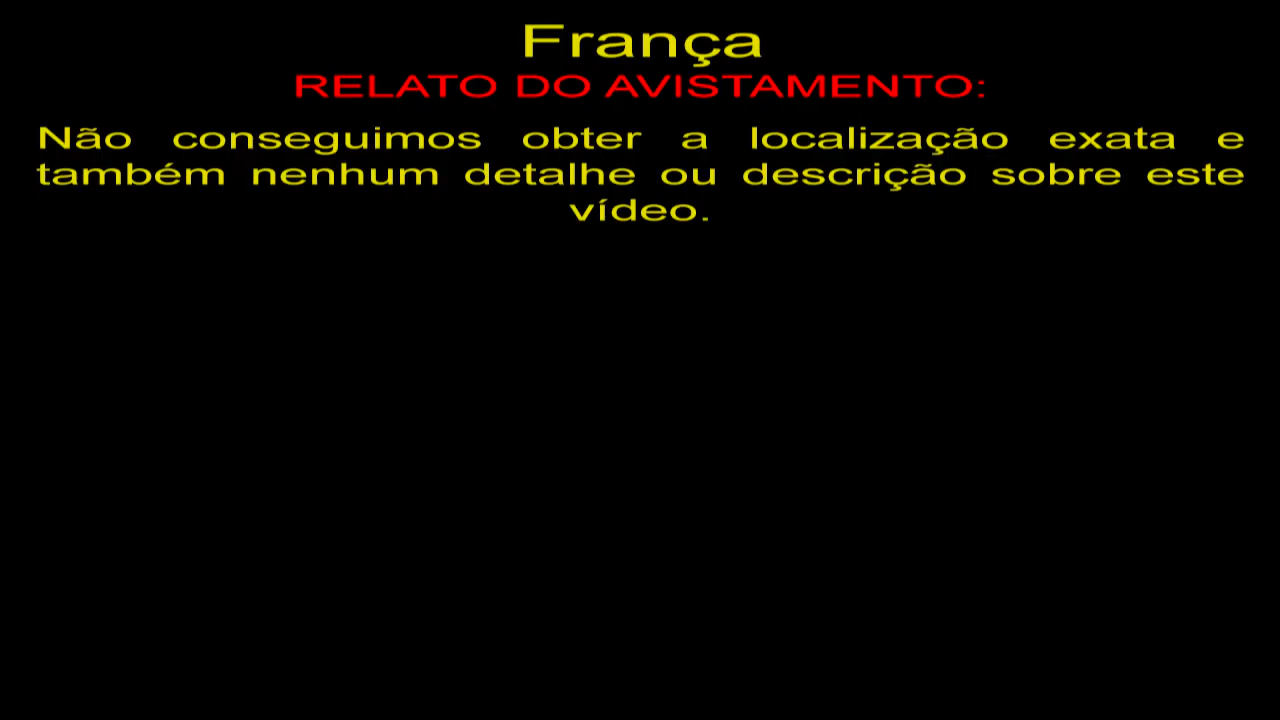 França
RELATO DO AVISTAMENTO:
Não conseguimos obter a localização exata e
também nenhum detalhe ou descrição sobre este
vídeo.